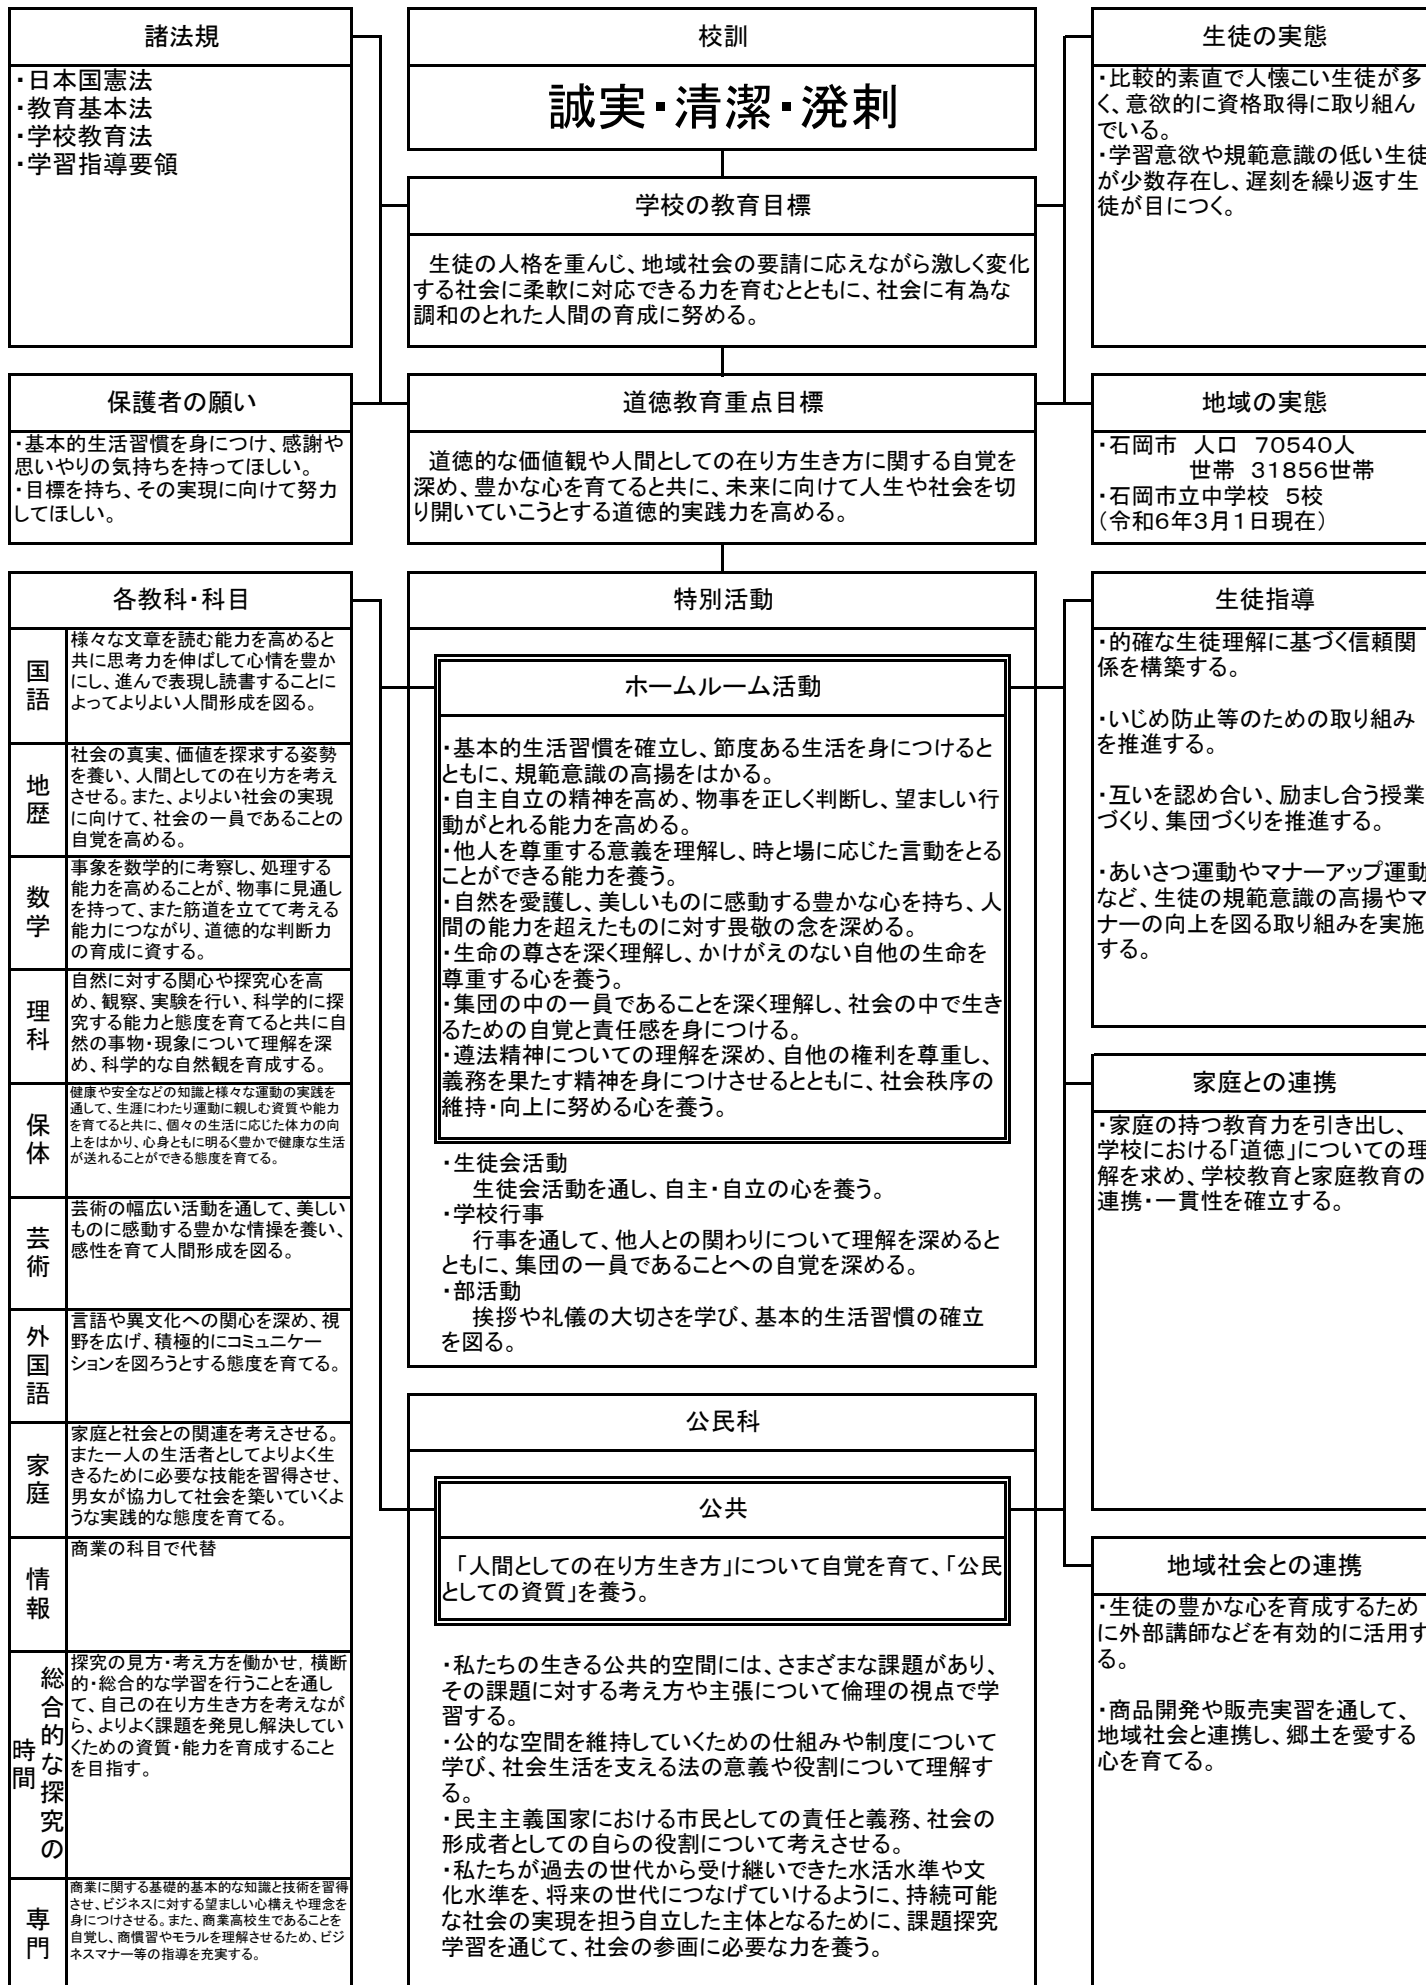 諸法規
・日本国憲法
・教育基本法
・学校教育法
・学習指導要領
校訓
誠実・清潔・溌剌
学校の教育目標
生徒の人格を重んじ、地域社会の要請に応えながら激しく変化
する社会に柔軟に対応できる力を育むとともに、社会に有為な
調和のとれた人間の育成に努める。
生徒の実態
・比較的素直で人懐こい生徒が多
く、意欲的に資格取得に取り組ん
でいる。
・学習意欲や規範意識の低い生徒
が少数存在し、遅刻を繰り返す生
徒が目につく。
保護者の願い
・基本的生活習慣を身につけ、感謝や
思いやりの気持ちを持ってほしい。
・目標を持ち、その実現に向けて努力
してほしい。
道徳教育重点目標
道徳的な価値観や人間としての在り方生き方に関する自覚を
深め、豊かな心を育てると共に、未来に向けて人生や社会を切
り開いていこうとする道徳的実践力を高める。
地域の実態
・石岡市 人口 70540人
世帯 31856世帯
・石岡市立中学校 5校
(令和6年3月1日現在)
各教科・科目
国語
様々な文章を読む能力を高めると
共に思考力を伸ばして心情を豊か
にし、進んで表現し読書することに
よってよりよい人間形成を図る。
地歴
社会の真実、価値を探求する姿勢
を養い、人間としての在り方を考え
させる。また、よりよい社会の実現
に向けて、社会の一員であることの
自覚を高める。
数学
事象を数学的に考察し、処理する
能力を高めることが、物事に見通し
を持って、また筋道を立てて考える
能力につながり、道徳的な判断力
の育成に資する。
理科
自然に対する関心や探究心を高
め、観察、実験を行い、科学的に探
究する能力と態度を育てると共に自
然の事物・現象について理解を深
め、科学的な自然観を育成する。
保体
健康や安全などの知識と様々な運動の実践を
通して、生涯にわたり運動に親しむ資質や能力
を育てると共に、個々の生活に応じた体力の向
上をはかり、心身ともに明るく豊かで健康な生活
が送れることができる態度を育てる。
芸術
芸術の幅広い活動を通して、美しい
ものに感動する豊かな情操を養い、
感性を育て人間形成を図る。
外国語
言語や異文化への関心を深め、視
野を広げ、積極的にコミュニケー
ションを図ろうとする態度を育てる。
家庭
家庭と社会との関連を考えさせる。
また一人の生活者としてよりよく生
きるために必要な技能を習得させ、
男女が協力して社会を築いていくよ
うな実践的な態度を育てる。
情報
商業の科目で代替
総合的な探究の
時間
探究の見方・考え方を働かせ，横断
的・総合的な学習を行うことを通し
て、自己の在り方生き方を考えなが
ら、よりよく課題を発見し解決してい
くための資質・能力を育成すること
を目指す。
専門
商業に関する基礎的基本的な知識と技術を習得
させ、ビジネスに対する望ましい心構えや理念を
身につけさせる。また、商業高校生であることを
自覚し、商慣習やモラルを理解させるため、ビジ
ネスマナー等の指導を充実する。
特別活動
ホームルーム活動
・基本的生活習慣を確立し、節度ある生活を身につけると
ともに、規範意識の高揚をはかる。
・自主自立の精神を高め、物事を正しく判断し、望ましい行
動がとれる能力を高める。
・他人を尊重する意義を理解し、時と場に応じた言動をとる
ことができる能力を養う。
・自然を愛護し、美しいものに感動する豊かな心を持ち、人
間の能力を超えたものに対す畏敬の念を深める。
・生命の尊さを深く理解し、かけがえのない自他の生命を
尊重する心を養う。
・集団の中の一員であることを深く理解し、社会の中で生き
るための自覚と責任感を身につける。
・遵法精神についての理解を深め、自他の権利を尊重し、
義務を果たす精神を身につけさせるとともに、社会秩序の
維持・向上に努める心を養う。
・生徒会活動
生徒会活動を通し、自主・自立の心を養う。
・学校行事
行事を通して、他人との関わりについて理解を深めると
ともに、集団の一員であることへの自覚を深める。
・部活動
挨拶や礼儀の大切さを学び、基本的生活習慣の確立
を図る。
公民科
公共
「人間としての在り方生き方」について自覚を育て、「公民
としての資質」を養う。
・私たちの生きる公共的空間には、さまざまな課題があり、
その課題に対する考え方や主張について倫理の視点で学
習する。
・公的な空間を維持していくための仕組みや制度について
学び、社会生活を支える法の意義や役割について理解す
る。
・民主主義国家における市民としての責任と義務、社会の
形成者としての自らの役割について考えさせる。
・私たちが過去の世代から受け継いできた水活水準や文
化水準を、将来の世代につなげていけるように、持続可能
な社会の実現を担う自立した主体となるために、課題探究
学習を通じて、社会の参画に必要な力を養う。
生徒指導
・的確な生徒理解に基づく信頼関
係を構築する。
・いじめ防止等のための取り組み
を推進する。
・互いを認め合い、励まし合う授業
づくり、集団づくりを推進する。
・あいさつ運動やマナーアップ運動
など、生徒の規範意識の高揚やマ
ナーの向上を図る取り組みを実施
する。
家庭との連携
・家庭の持つ教育力を引き出し、
学校における「道徳」についての理
解を求め、学校教育と家庭教育の
連携・一貫性を確立する。
地域社会との連携
・生徒の豊かな心を育成するため
に外部講師などを有効的に活用す
る。
・商品開発や販売実習を通して、
地域社会と連携し、郷土を愛する
心を育てる。